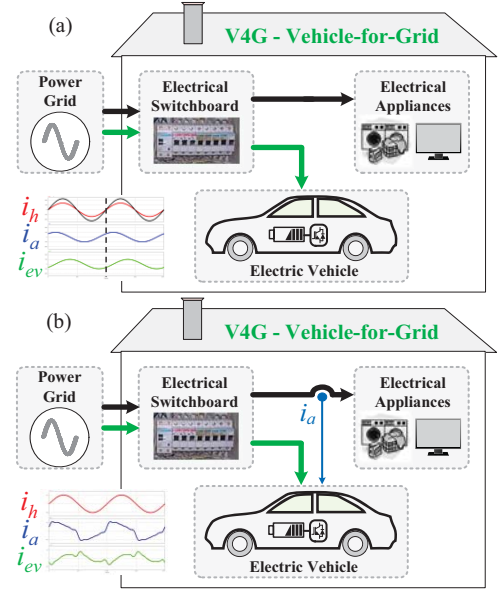 (a)
V4G - Vehicle-for-Grid
Power
Grid
Electrical
Switchboard
Electrical
Appliances
i_h
i_a
i_ev
Electric Vehicle
(b)
V4G - Vehicle-for-Grid
Power
Grid
Electrical
Switchboard
Electrical
Appliances
i_a
i_h
i_a
i_ev
Electric Vehicle